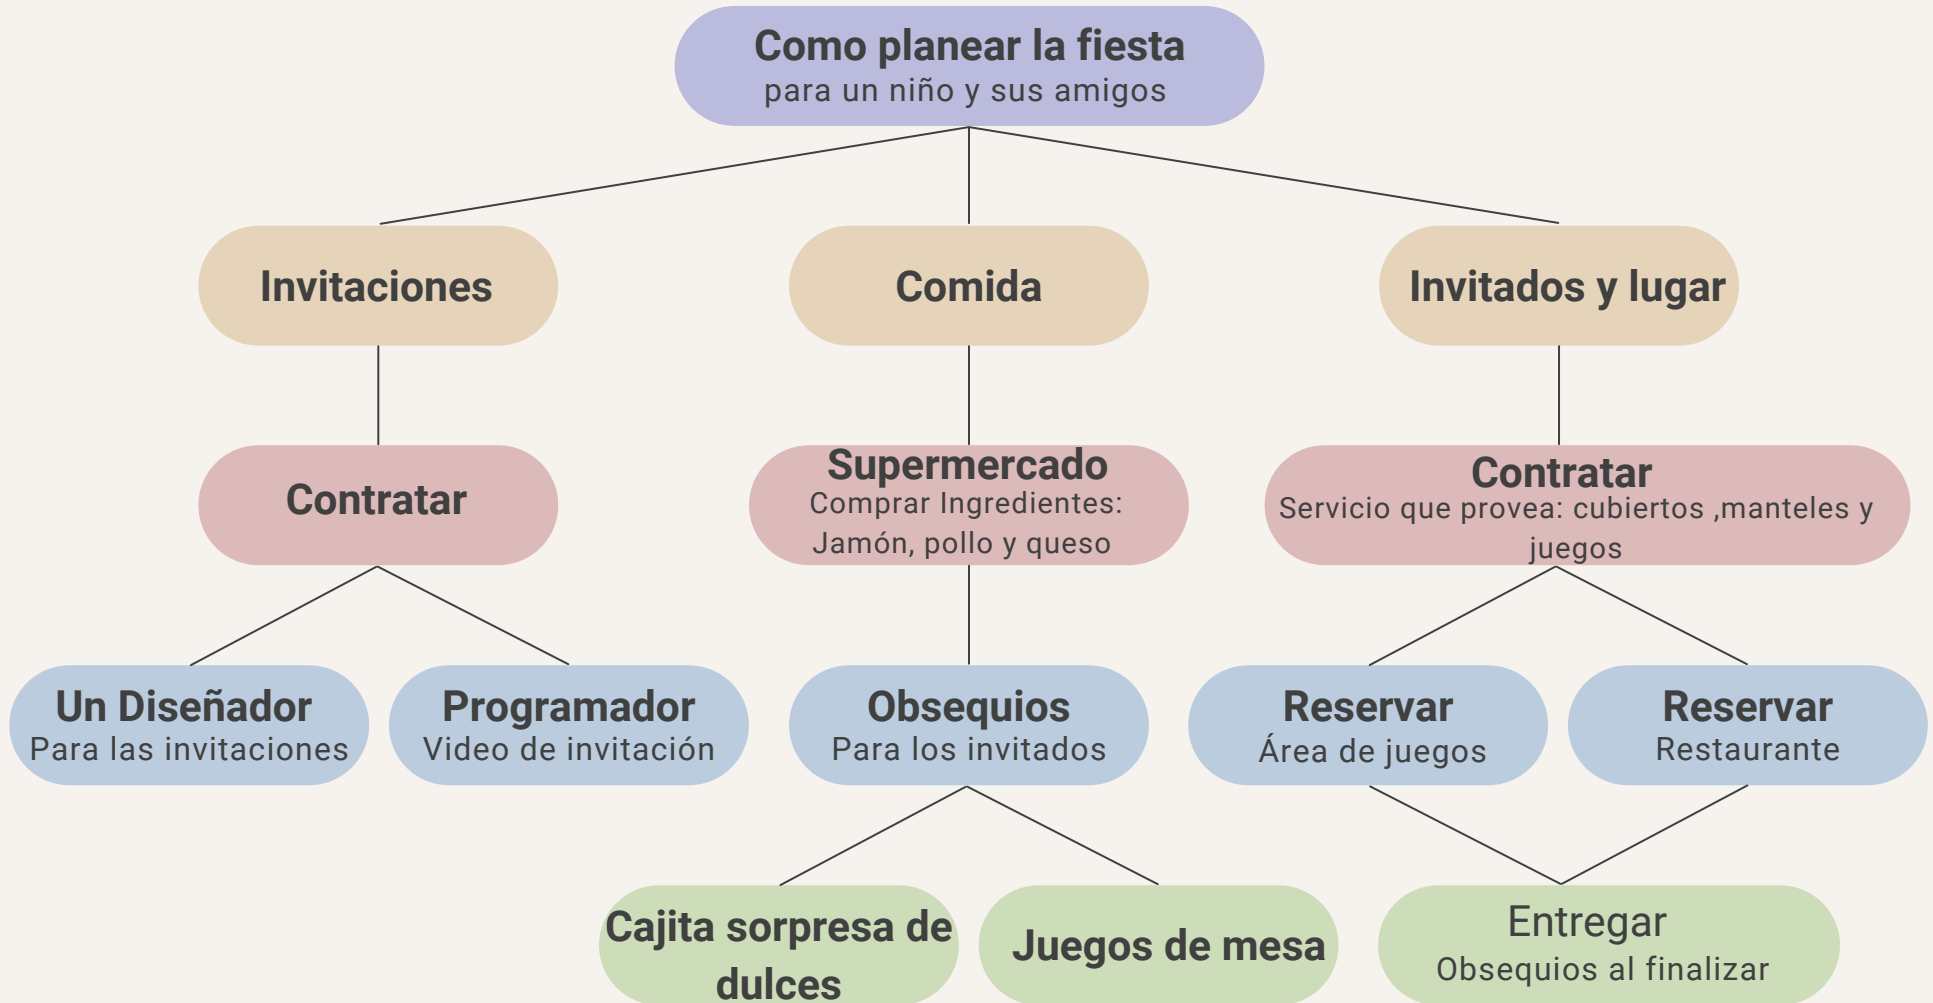 Como planear la fiesta
para un niño y sus amigos
Invitaciones
Comida
Invitados y lugar
Contratar
Supermercado
Comprar Ingredientes:
Jamón, pollo y queso
Contratar
Servicio que provea: cubiertos ,manteles y
juegos
Un Diseñador
Para las invitaciones
Programador
Video de invitación
Obsequios
Para los invitados
Reservar
Área de juegos
Reservar
Restaurante
Cajita sorpresa de
dulces
Juegos de mesa
Entregar
Obsequios al finalizar